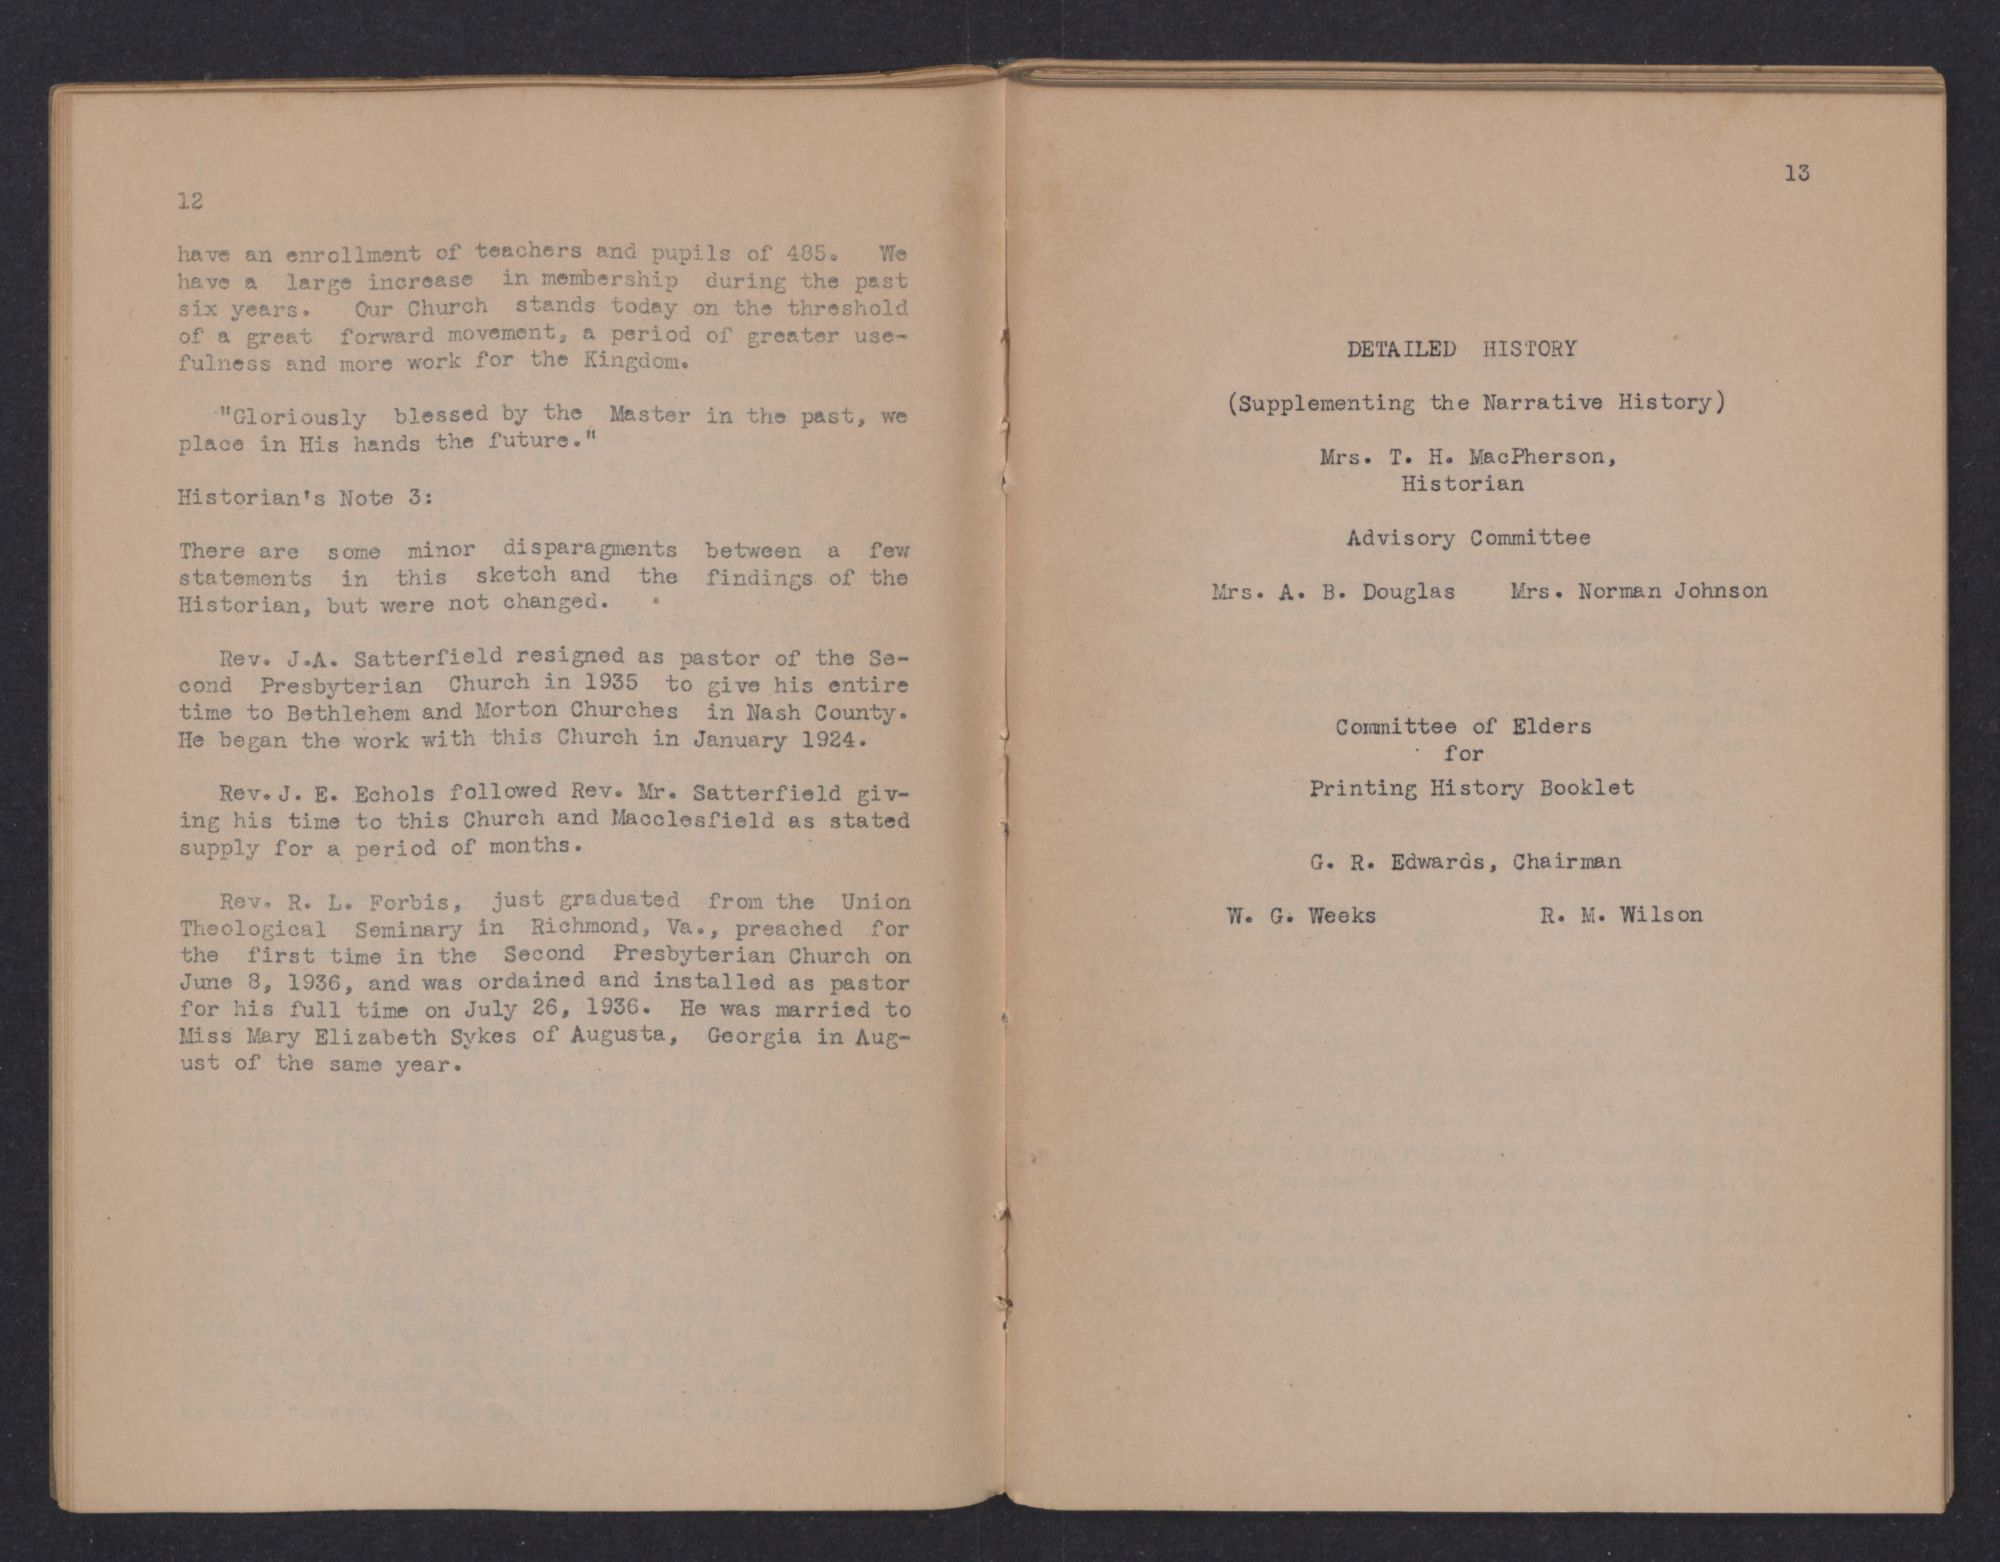 12
have an enrollment of teachers and pupils of 485. We
have a large increase in membership during the past
six years. Our Church stands today on the threshold
of a great forward movement, a period of greater use-
fulness and more work for the Kingdom.
"Gloriously blessed by the Master in the past, we
place in His hands the future."
Historian's Note 3:
There are some minor disparagments between a few
statements in this sketch and the findings of the
Historian, but were not changed.
Rev. J.A. Satterfield resigned as pastor of the Se-
cond Presbyterian Church in 1935 to give his entire
time to Bethlehem and Morton Churches in Nash County.
He began the work with this Church in January 1924.
Rev. J. E. Echols followed Rev. Mr. Satterfield giv-
ing his time to this Church and Macclesfield as stated
supply for a period of months.
Rev. R. L. Forbis, just graduated from the Union
Theological Seminary in Richmond, Va., preached for
the first time in the Second Presbyterian Church on
June 8, 1936, and was ordained and installed as pastor
for his full time on July 26, 1936. He was married to
Miss Mary Elizabeth Sykes of Augusta, Georgia in Aug-
ust of the same year.
13
DETAILED HISTORY
(Supplementing the Narrative History)
Mrs. T. H. MacPherson,
Historian
Advisory Committee
Mrs. A. B. Douglas Mrs. Norman Johnson
Committee of Elders
for
Printing History Booklet
G. R. Edwards, Chairman
W. G. Weeks R. M. Wilson